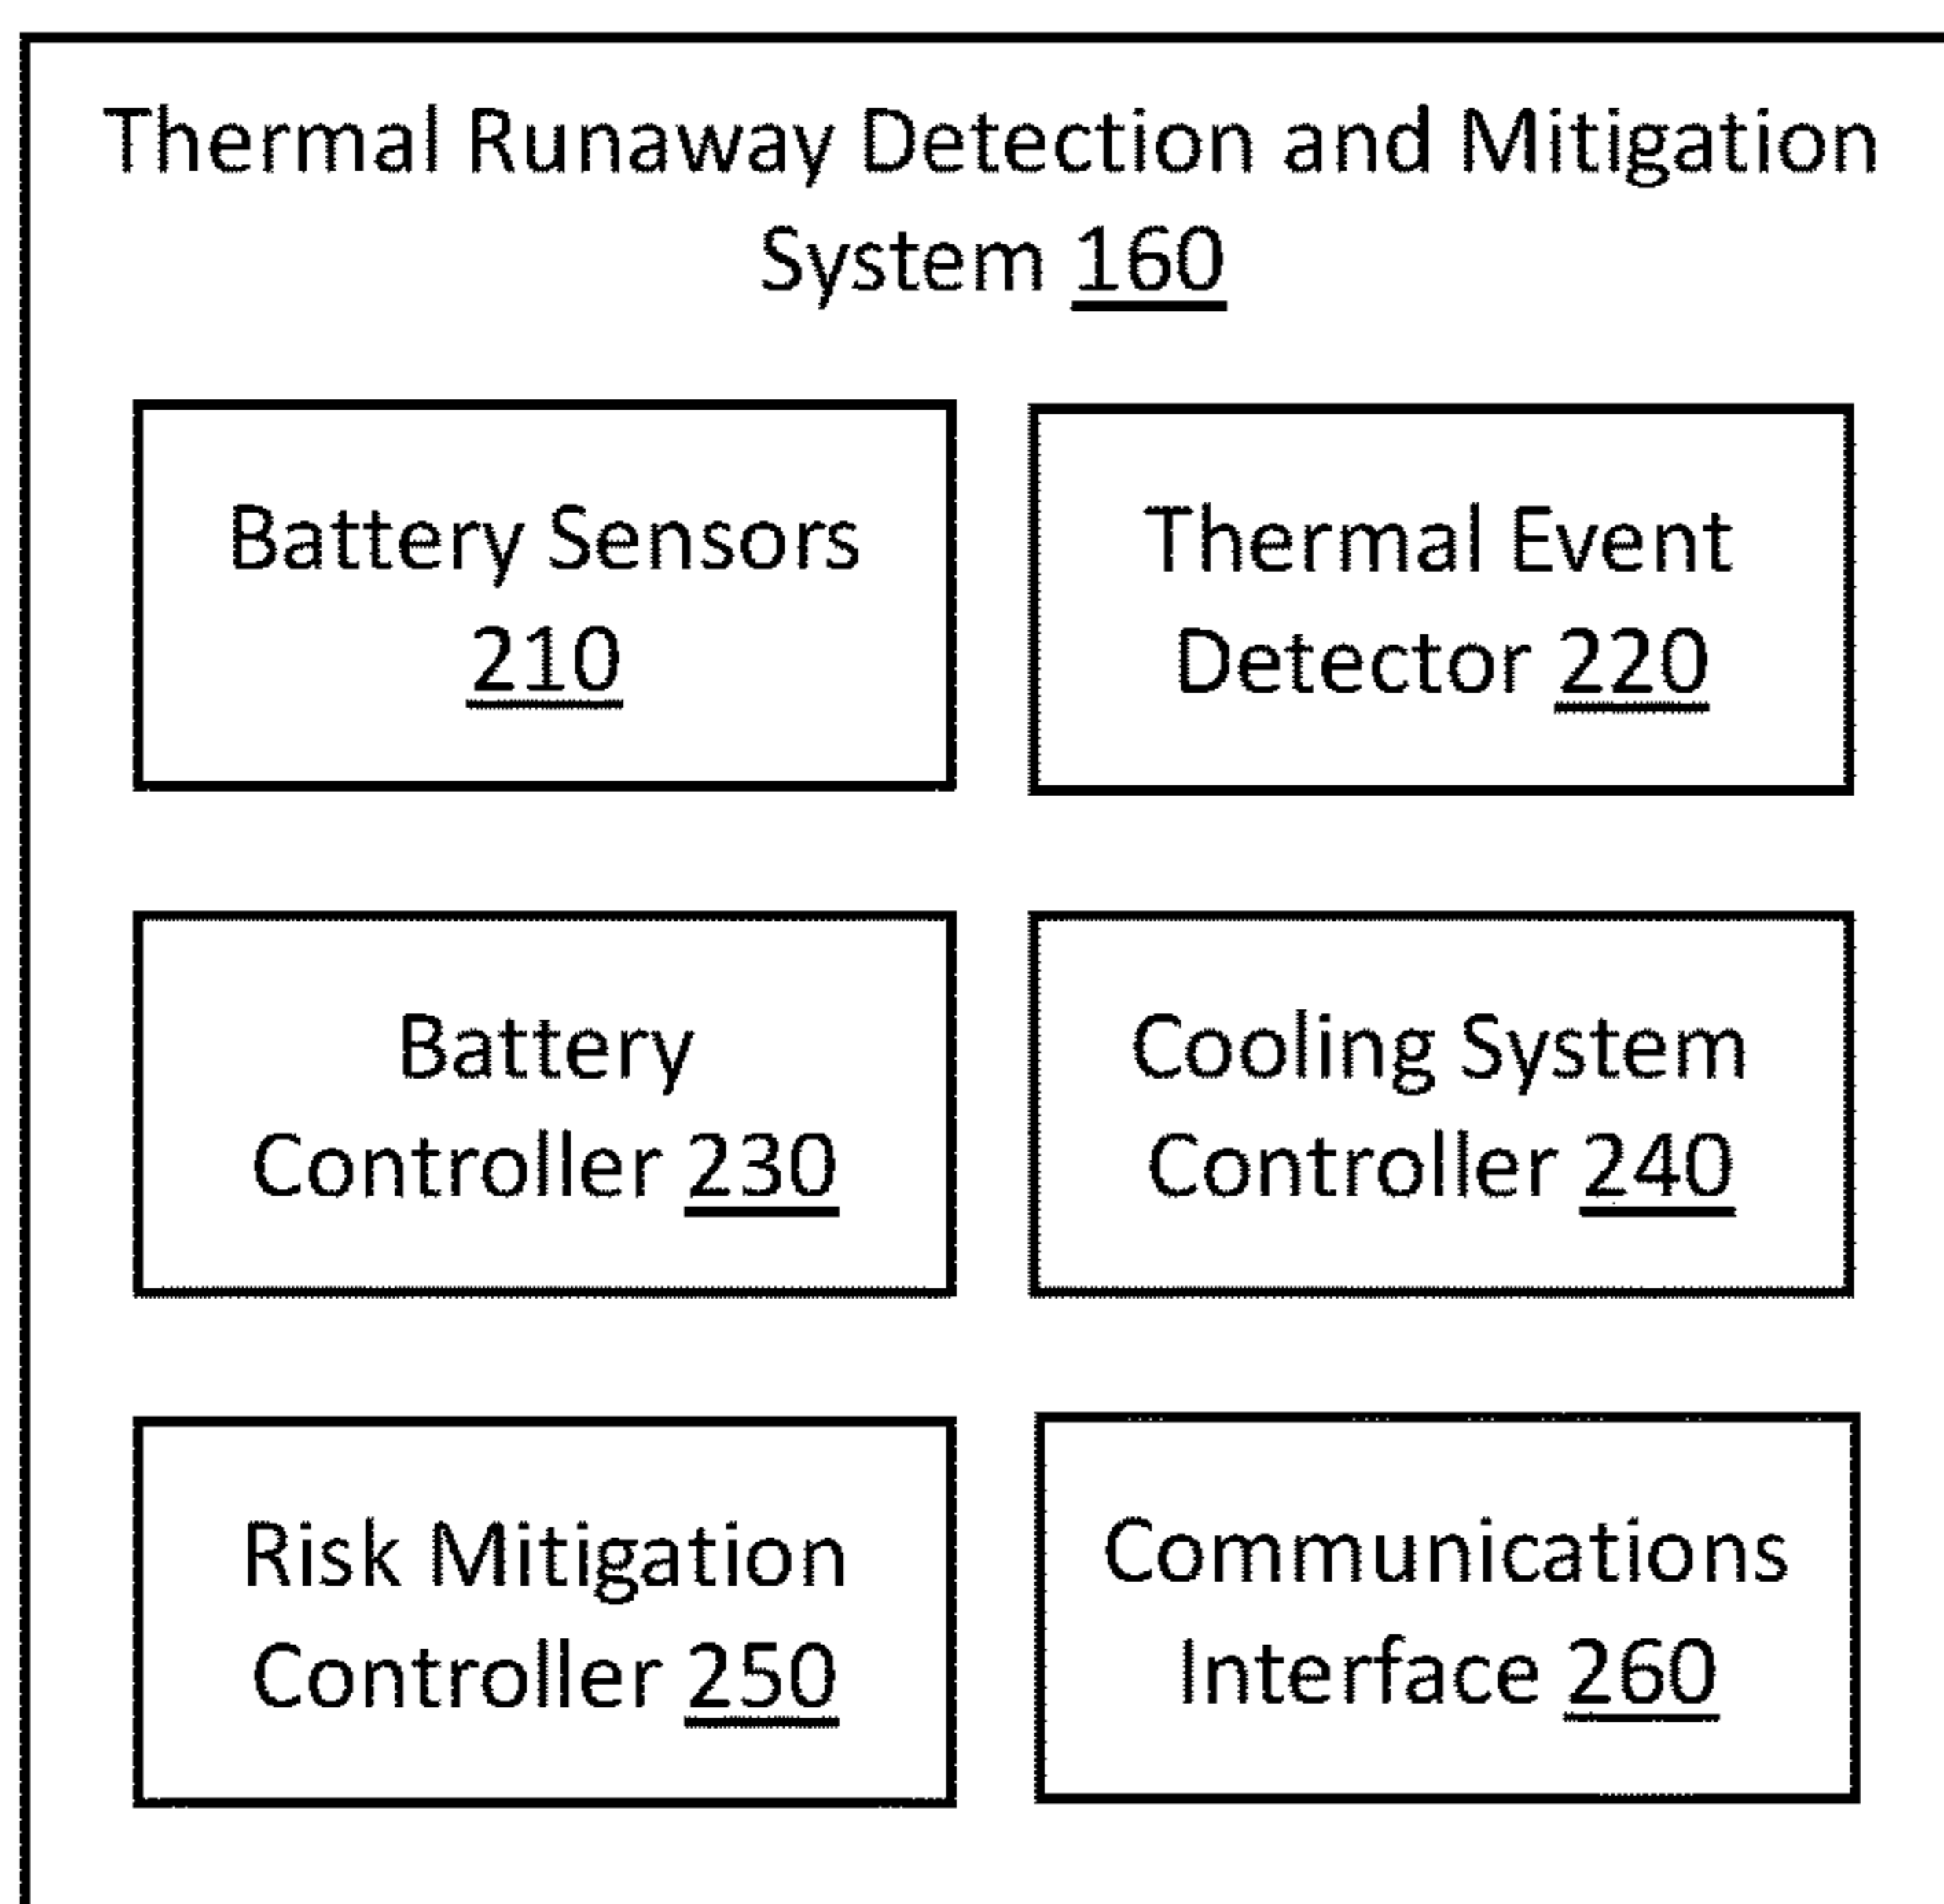 Thermal Runaway Detection and Mitigation
System 160
Battery Sensors
210
Thermal Event
Detector 220
Battery
Controller 230
Cooling System
Controller 240
Risk Mitigation
Controller 250
Communications
Interface 260